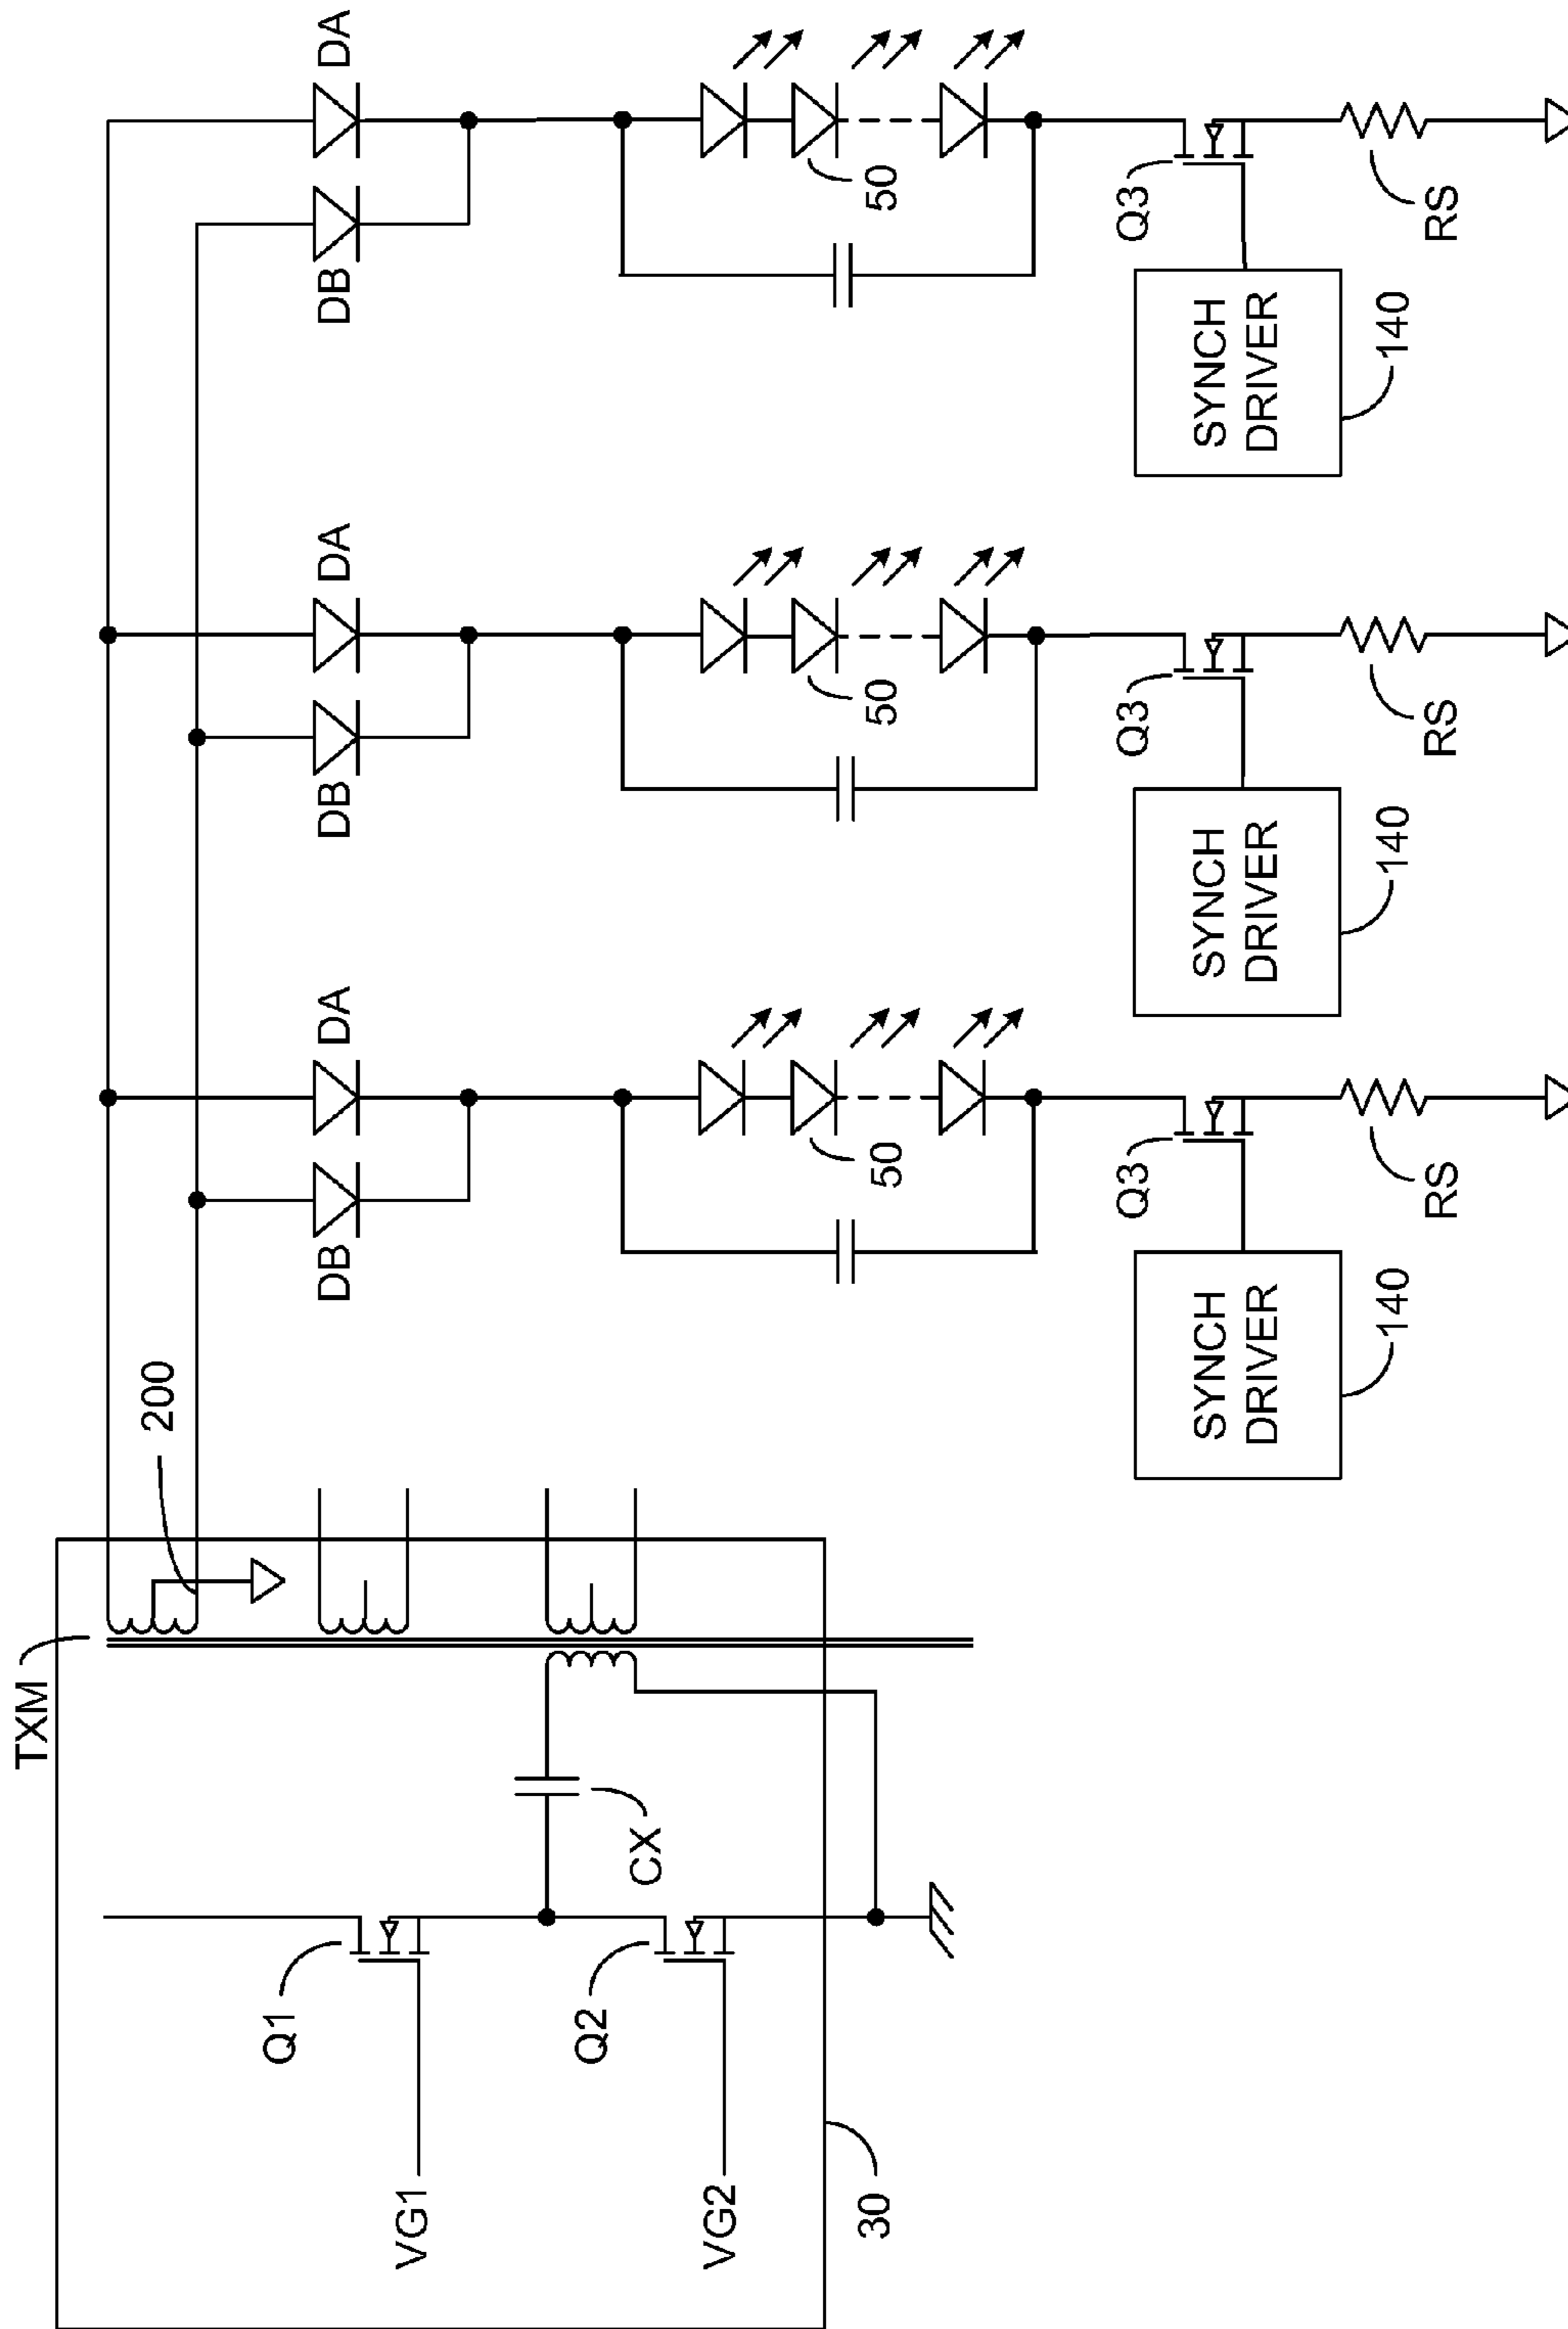 TXM
200
Q1
VG1
Q2
VG2
CX
30
DB
DA
50
Q3
SYNCH
DRIVER
140
RS
DB
DA
50
Q3
SYNCH
DRIVER
140
RS
DB
DA
50
Q3
SYNCH
DRIVER
140
RS